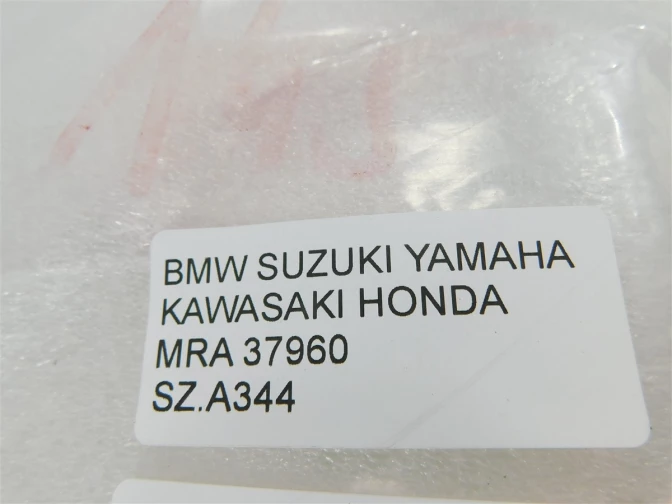 BMW SUZUKI YAMAHA
KAWASAKI HONDA
MRA 37960
SZ.A344